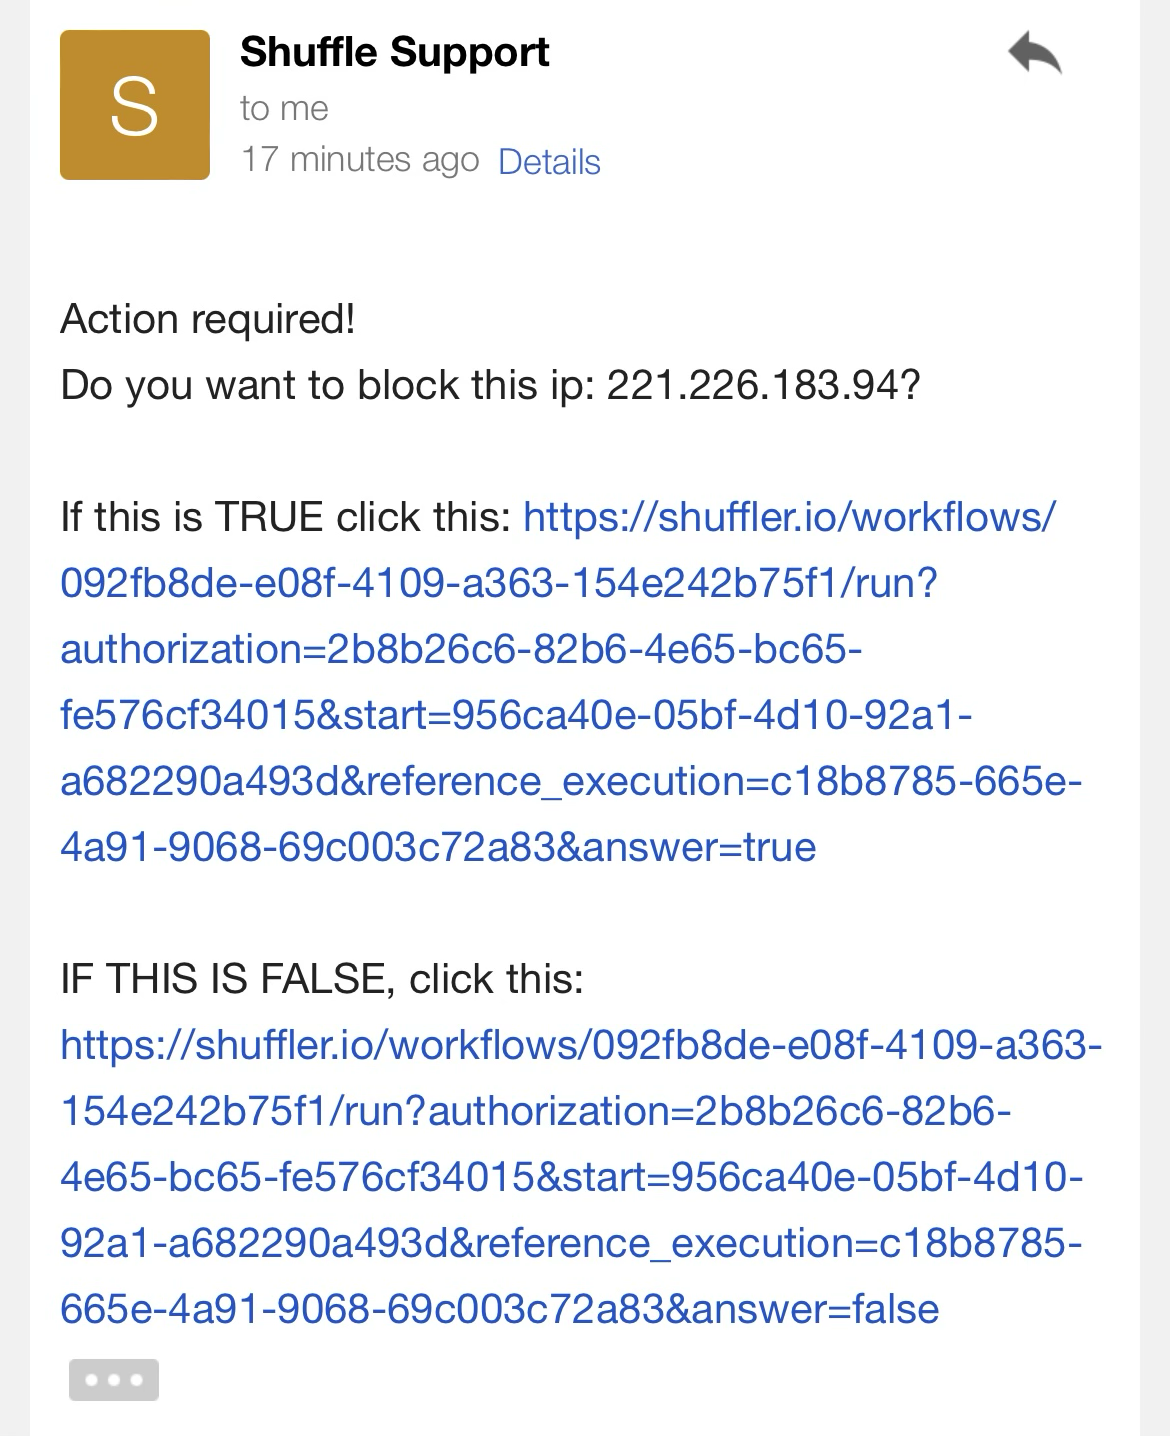 S
Shuffle Support
to me
17 minutes ago Details
Action required!
Do you want to block this ip: 221.226.183.94?
If this is TRUE click this: https://shuffler.io/workflows/
092fb8de-e08f-4109-a363-154e242b75f1/run?
authorization=2b8b26c6-82b6-4e65-bc65-
fe576cf34015&start=956ca40e-05bf-4d10-92a1-
a682290a493d&reference_execution=c18b8785-665e-
4a91-9068-69c003c72a83&answer=true
IF THIS IS FALSE, click this:
https://shuffler.io/workflows/092fb8de-e08f-4109-a363-
154e242b75f1/run?authorization=2b8b26c6-82b6-
4e65-bc65-fe576cf34015&start=956ca40e-05bf-4d10-
92a1-a682290a493d&reference_execution=c18b8785-
665e-4a91-9068-69c003c72a83&answer=false